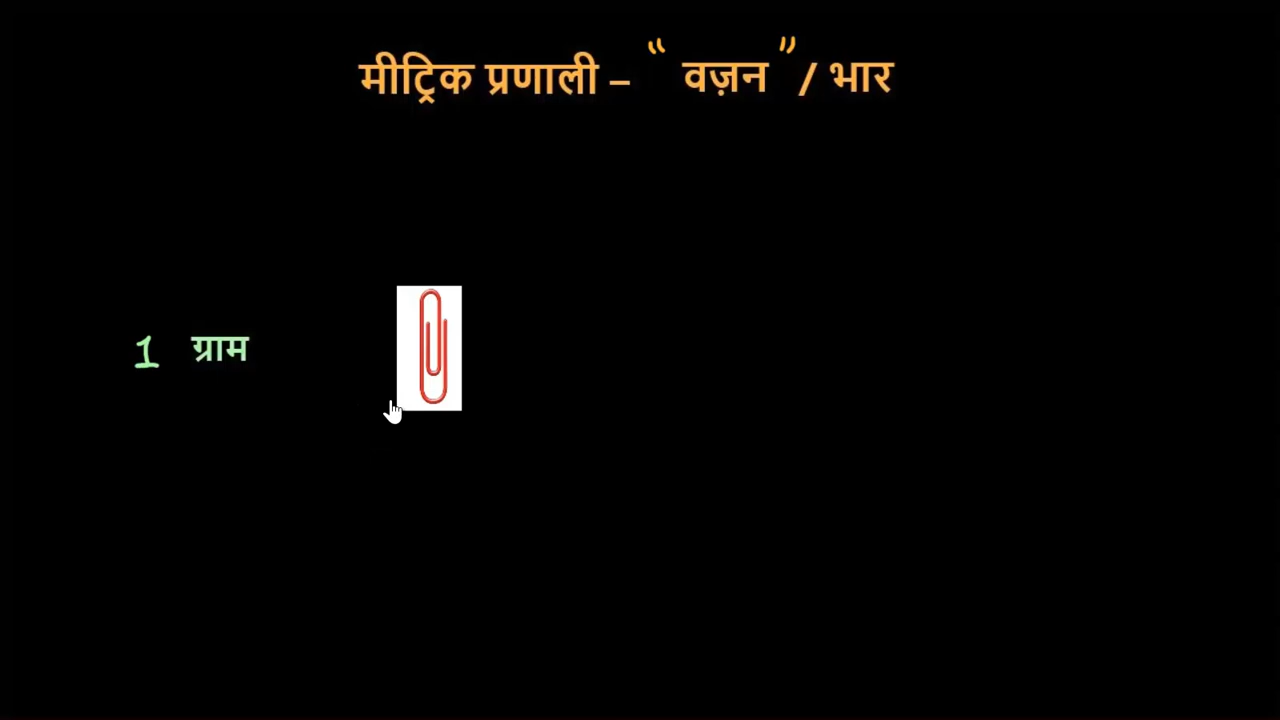 मीट्रिक प्रणाली – “ वज़न ” / भार
1 ग्राम